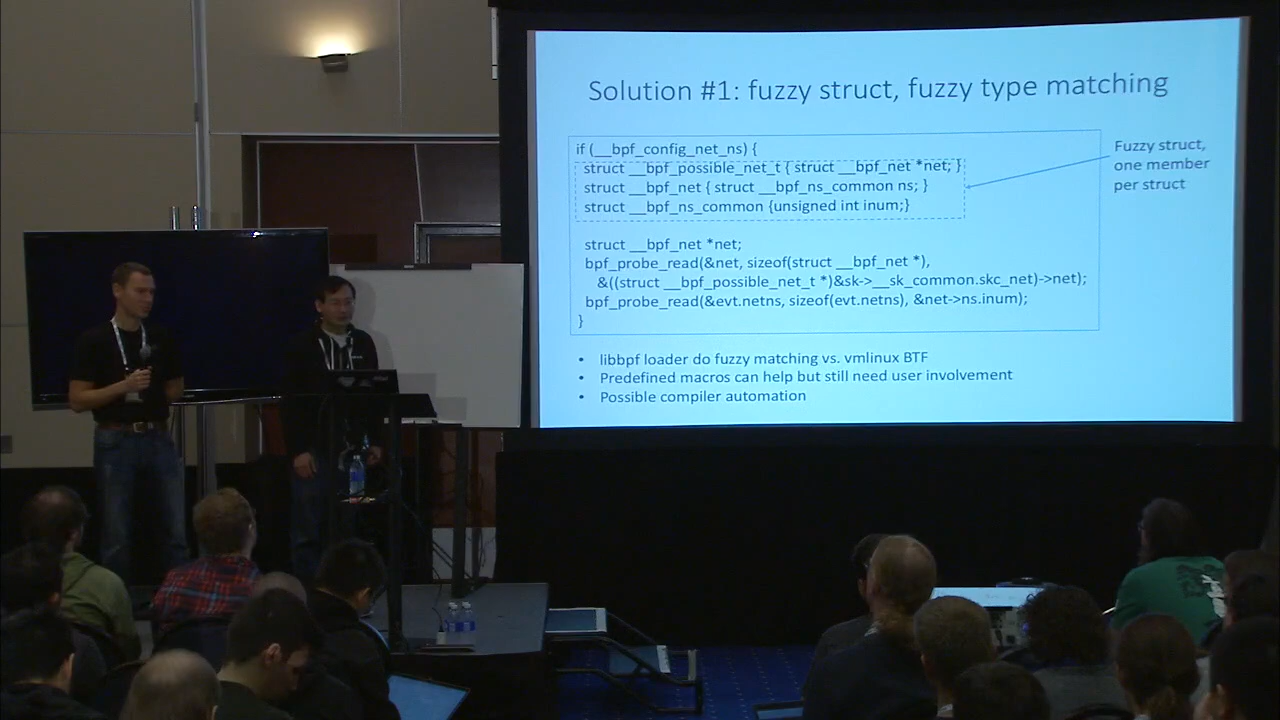 Solution #1: fuzzy struct, fuzzy type matching
if (__bpf_config_net_ns) {
struct __bpf_possible_net_t { struct __bpf_net *net; }
struct __bpf_net { struct __bpf_ns_common ns; }
struct __bpf_ns_common {unsigned int inum;}
Fuzzy struct,
one member
per struct
struct __bpf_net *net;
bpf_probe_read(&net, sizeof(struct __bpf_net *),
&((struct __bpf_possible_net_t *)&sk->__sk_common.skc_net)->net);
bpf_probe_read(&evt.netns, sizeof(evt.netns), &net->ns.inum);
}
• libbpf loader do fuzzy matching vs. vmlinux BTF
• Predefined macros can help but still need user involvement
• Possible compiler automation